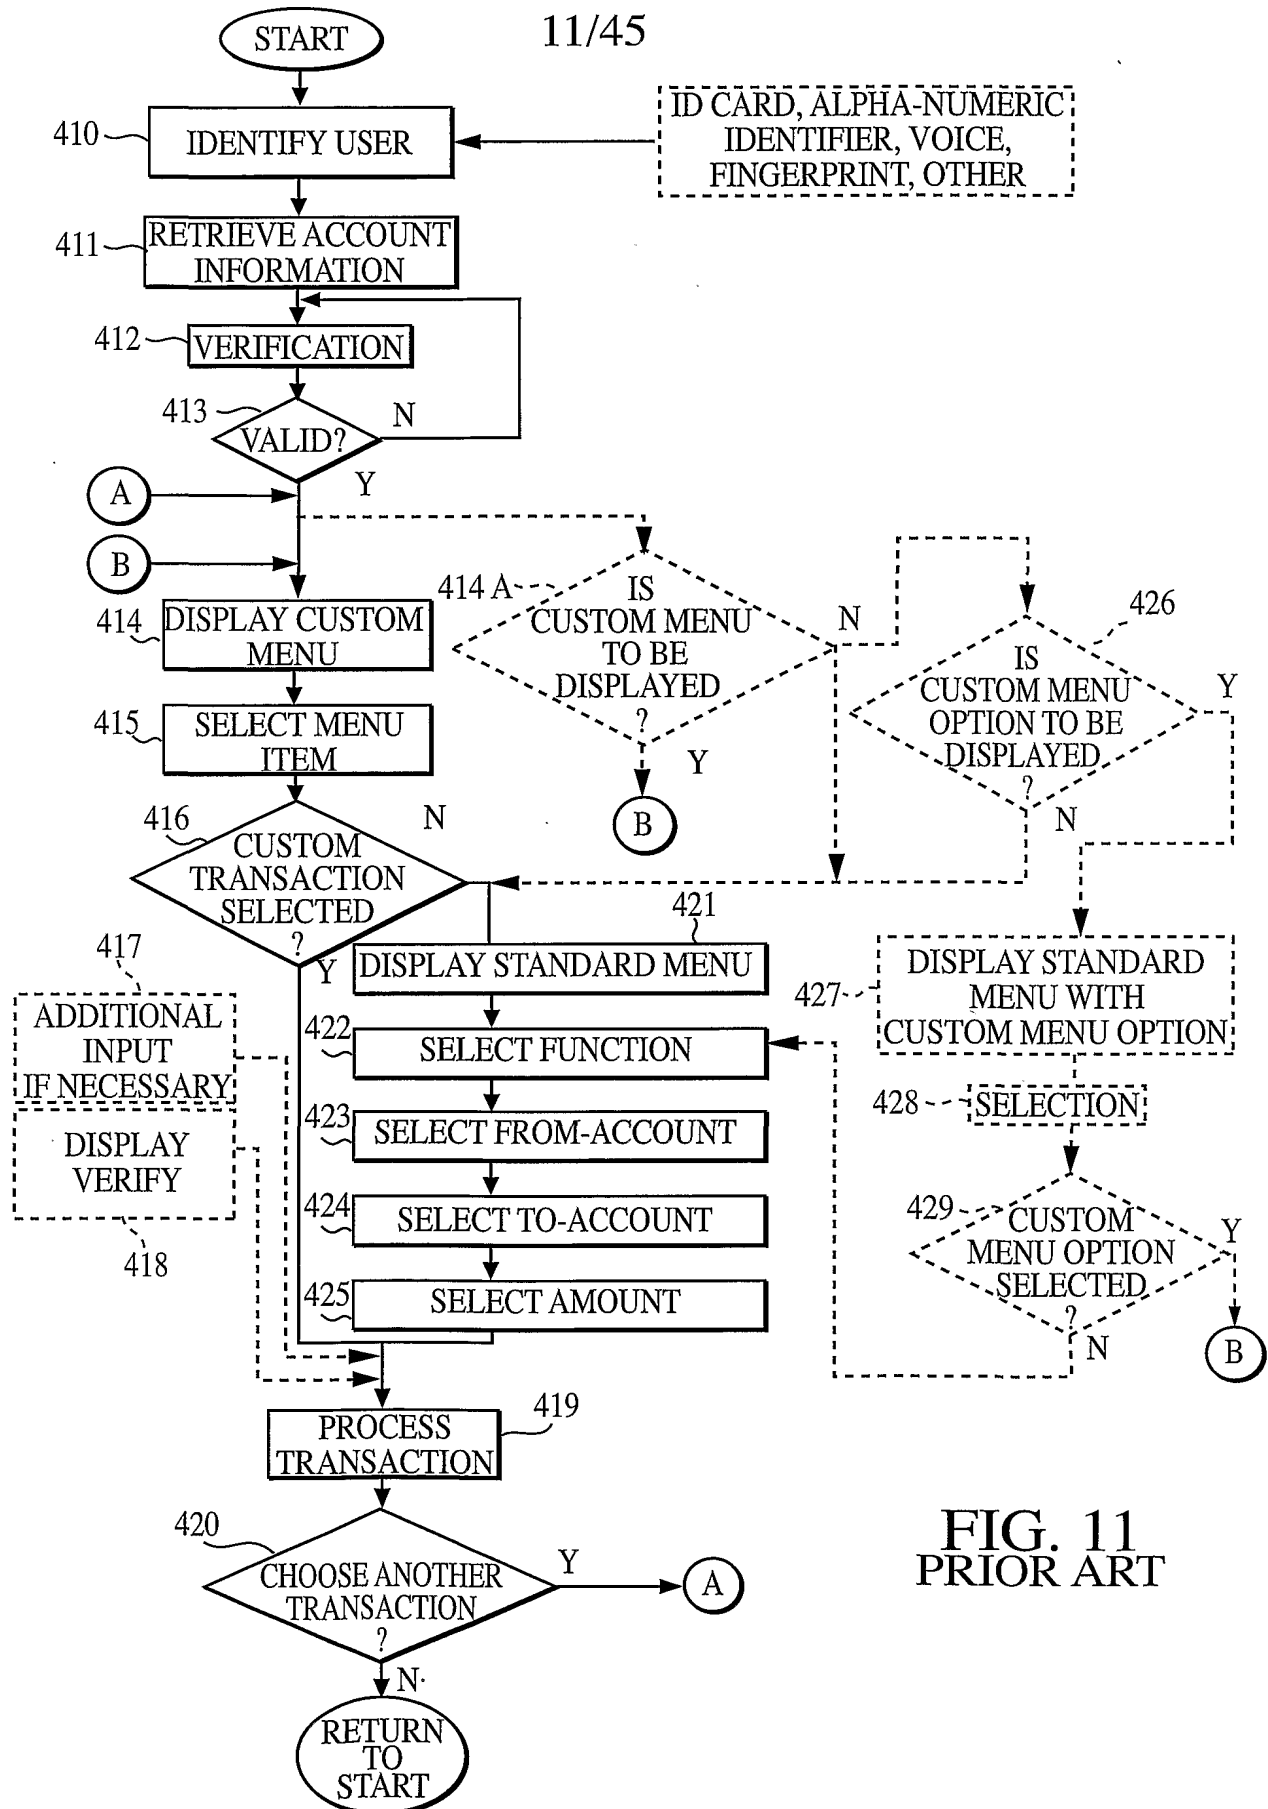 11/45
START
410
IDENTIFY USER
ID CARD, ALPHA-NUMERIC
IDENTIFIER, VOICE,
FINGERPRINT, OTHER
411
RETRIEVE ACCOUNT
INFORMATION
412
VERIFICATION
413
VALID?
N
Y
A
B
414
DISPLAY CUSTOM
MENU
414 A
IS
CUSTOM MENU
TO BE
DISPLAYED
?
N
Y
B
426
IS
CUSTOM MENU
OPTION TO BE
DISPLAYED
?
Y
N
415
SELECT MENU
ITEM
416
CUSTOM
TRANSACTION
SELECTED
?
N
Y
417
ADDITIONAL
INPUT
IF NECESSARY
DISPLAY
VERIFY
418
421
DISPLAY STANDARD MENU
422
SELECT FUNCTION
423
SELECT FROM-ACCOUNT
424
SELECT TO-ACCOUNT
425
SELECT AMOUNT
427
DISPLAY STANDARD
MENU WITH
CUSTOM MENU OPTION
428
SELECTION
429
CUSTOM
MENU OPTION
SELECTED
?
Y
N
B
419
PROCESS
TRANSACTION
420
CHOOSE ANOTHER
TRANSACTION
?
Y
A
N
RETURN
TO
START
FIG. 11
PRIOR ART